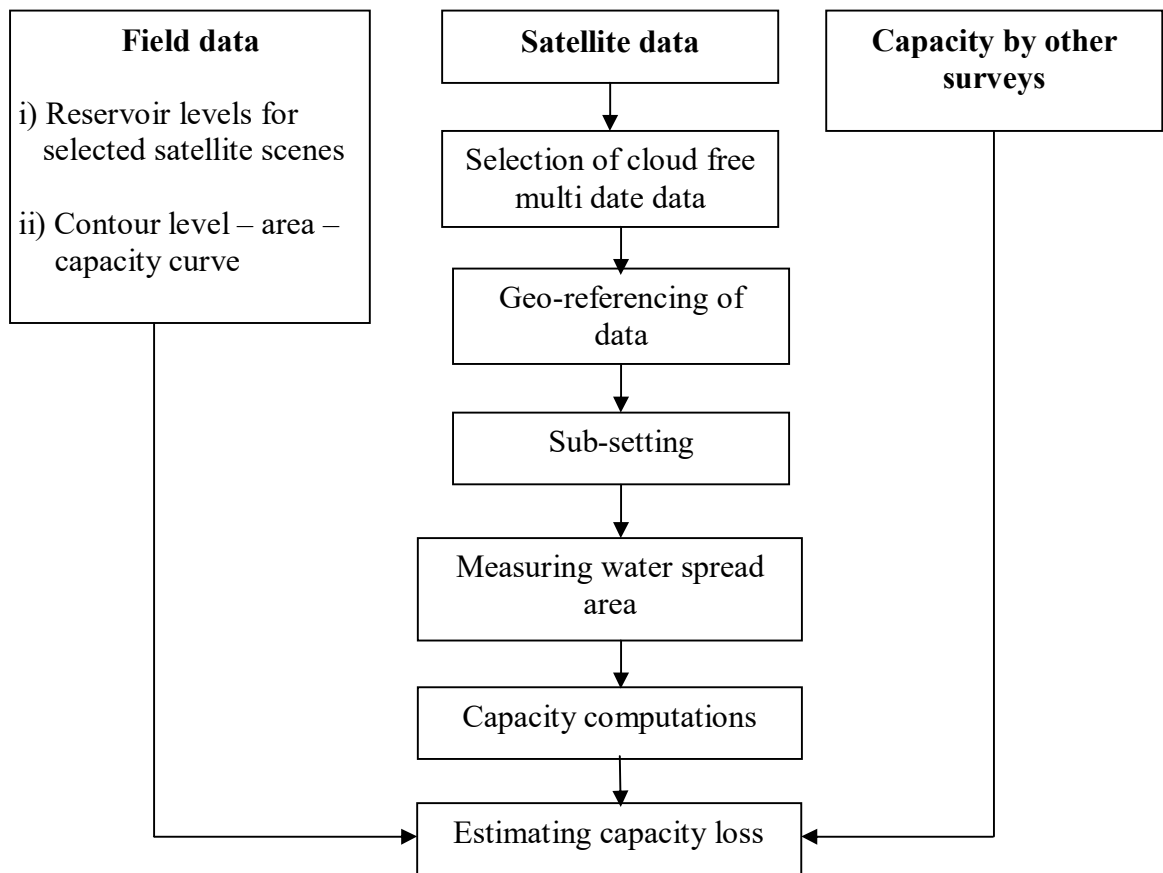 Field data
i) Reservoir levels for
selected satellite scenes
ii) Contour level – area –
capacity curve
Satellite data
Selection of cloud free
multi date data
Geo-referencing of
data
Sub-setting
Measuring water spread
area
Capacity computations
Estimating capacity loss
Capacity by other
surveys